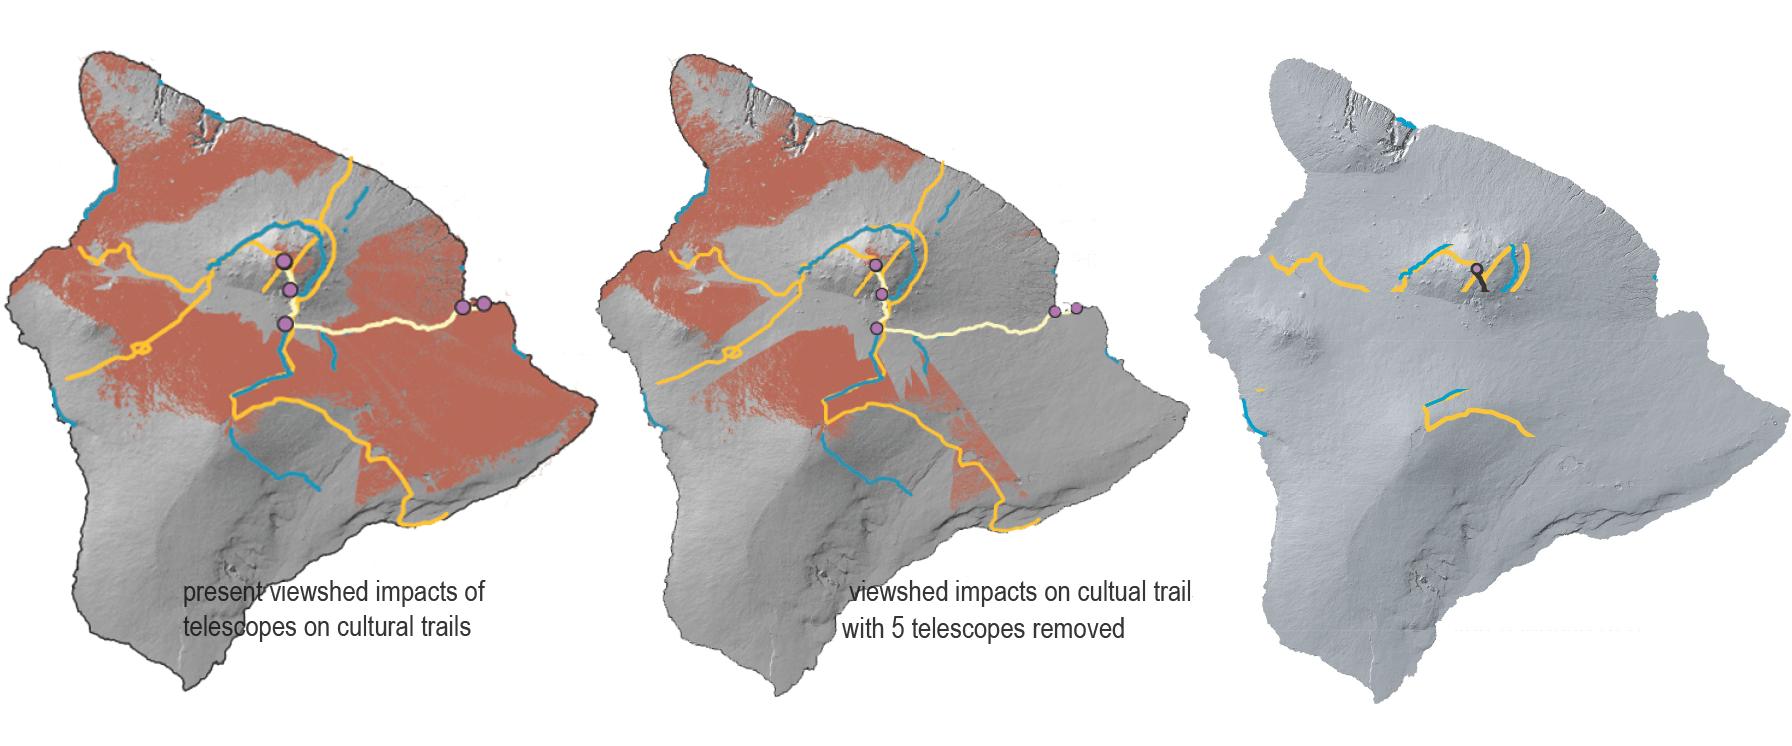 present viewshed impacts of
telescopes on cultural trails
viewshed impacts on cultual trail
with 5 telescopes removed